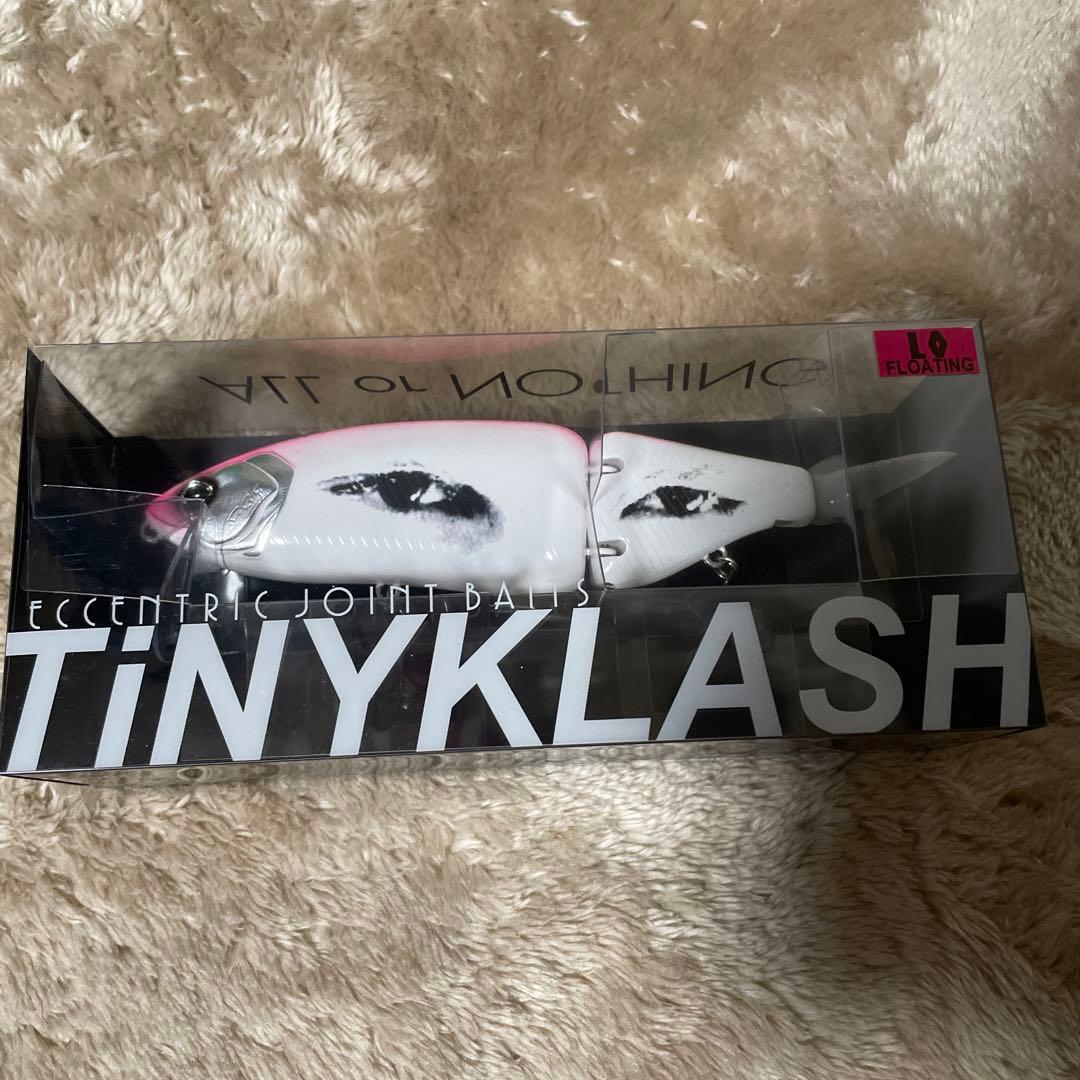 LO
FLOATING
ALL OR NOTHING
ECCENTRIC JOINT BAITS
TiNYKLASH